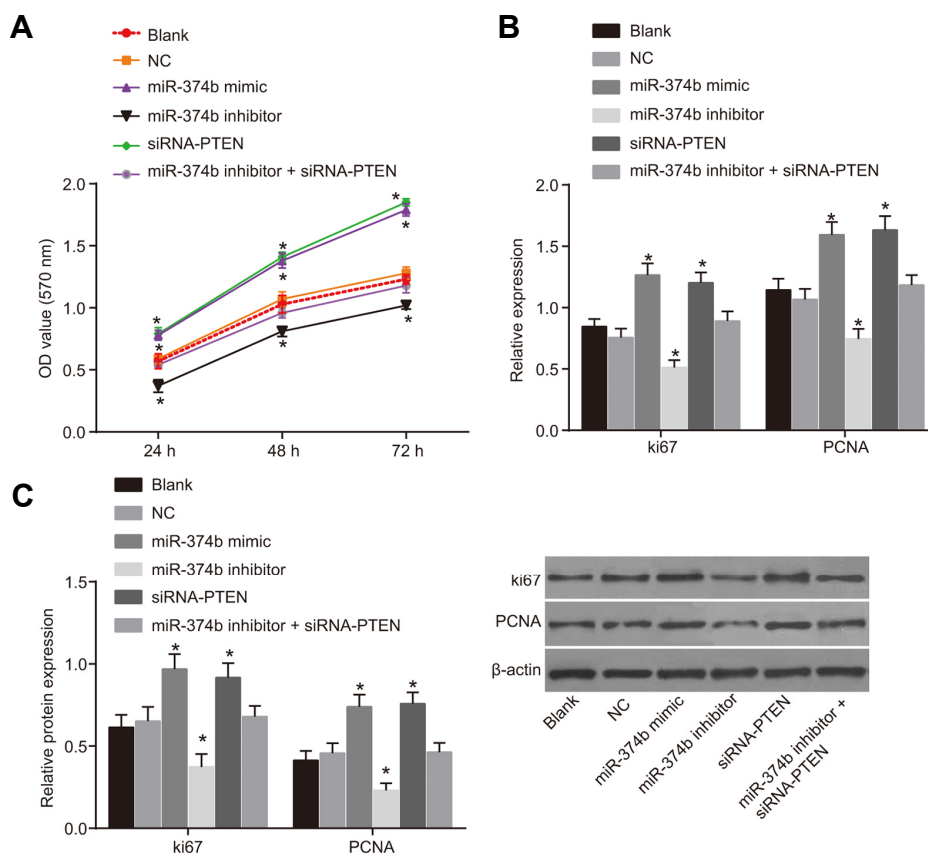 A
Blank
NC
miR-374b mimic
miR-374b inhibitor
siRNA-PTEN
miR-374b inhibitor + siRNA-PTEN
2.0
1.5
1.0
0.5
0.0
OD value (570 nm)
* * * * * * * * *
24 h 48 h 72 h
B
Blank
NC
miR-374b mimic
miR-374b inhibitor
siRNA-PTEN
miR-374b inhibitor + siRNA-PTEN
2.0
1.5
1.0
0.5
0.0
Relative expression
* * * * * *
ki67 PCNA
C
Blank
NC
miR-374b mimic
miR-374b inhibitor
siRNA-PTEN
miR-374b inhibitor + siRNA-PTEN
1.5
1.0
0.5
0.0
Relative protein expression
* * * * * *
ki67 PCNA
ki67
PCNA
β-actin
Blank
NC
miR-374b mimic
miR-374b inhibitor
siRNA-PTEN
miR-374b inhibitor +
siRNA-PTEN